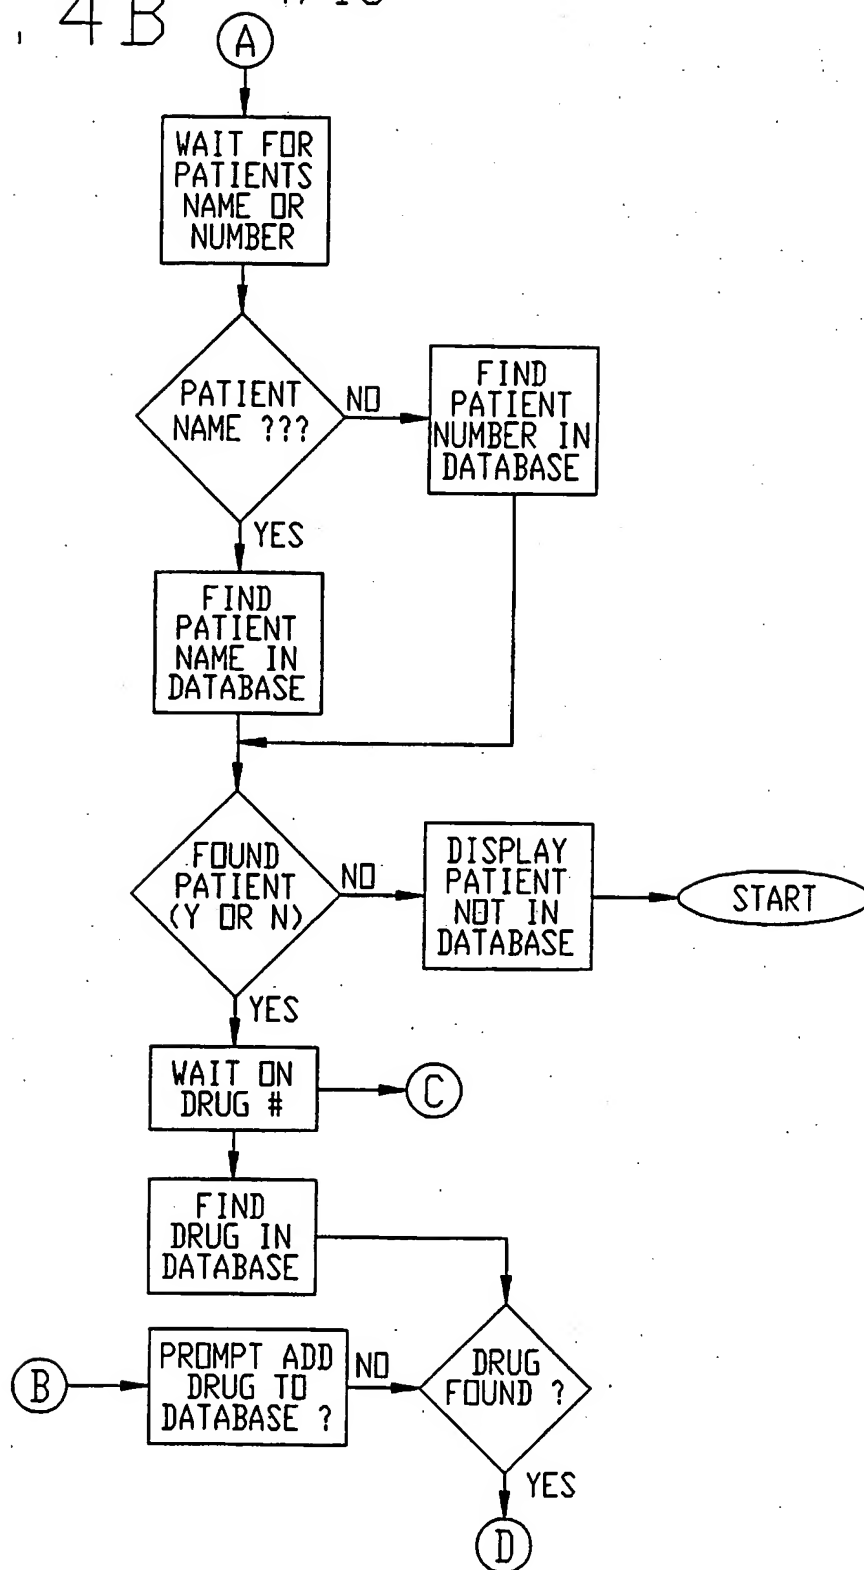 . 4B
A
WAIT FOR
PATIENTS
NAME OR
NUMBER
PATIENT
NAME ???
NO
FIND
PATIENT
NUMBER IN
DATABASE
YES
FIND
PATIENT
NAME IN
DATABASE
FOUND
PATIENT
(Y OR N)
NO
DISPLAY
PATIENT
NOT IN
DATABASE
START
YES
WAIT ON
DRUG #
C
FIND
DRUG IN
DATABASE
B
PROMPT ADD
DRUG TO
DATABASE ?
NO
DRUG
FOUND ?
YES
D